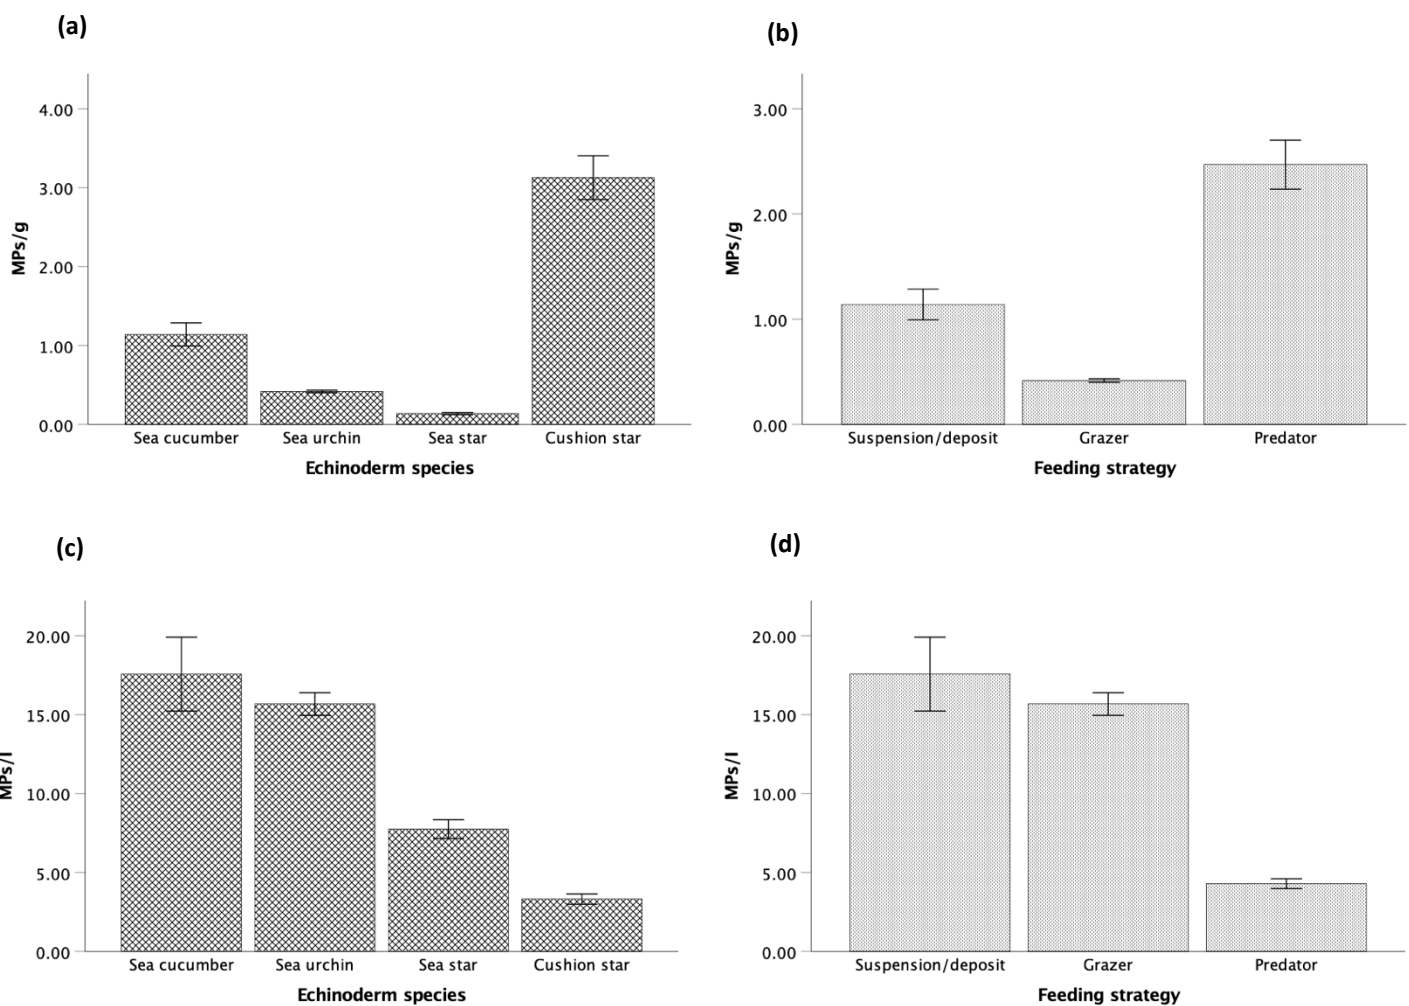 (a)
4.00
3.00
2.00
1.00
0.00
MPs/g
Sea cucumber Sea urchin Sea star Cushion star
Echinoderm species
(b)
3.00
2.00
1.00
0.00
MPs/g
Suspension/deposit Grazer Predator
Feeding strategy
(c)
20.00
15.00
10.00
5.00
0.00
MPs/l
Sea cucumber Sea urchin Sea star Cushion star
Echinoderm species
(d)
20.00
15.00
10.00
5.00
0.00
MPs/l
Suspension/deposit Grazer Predator
Feeding strategy